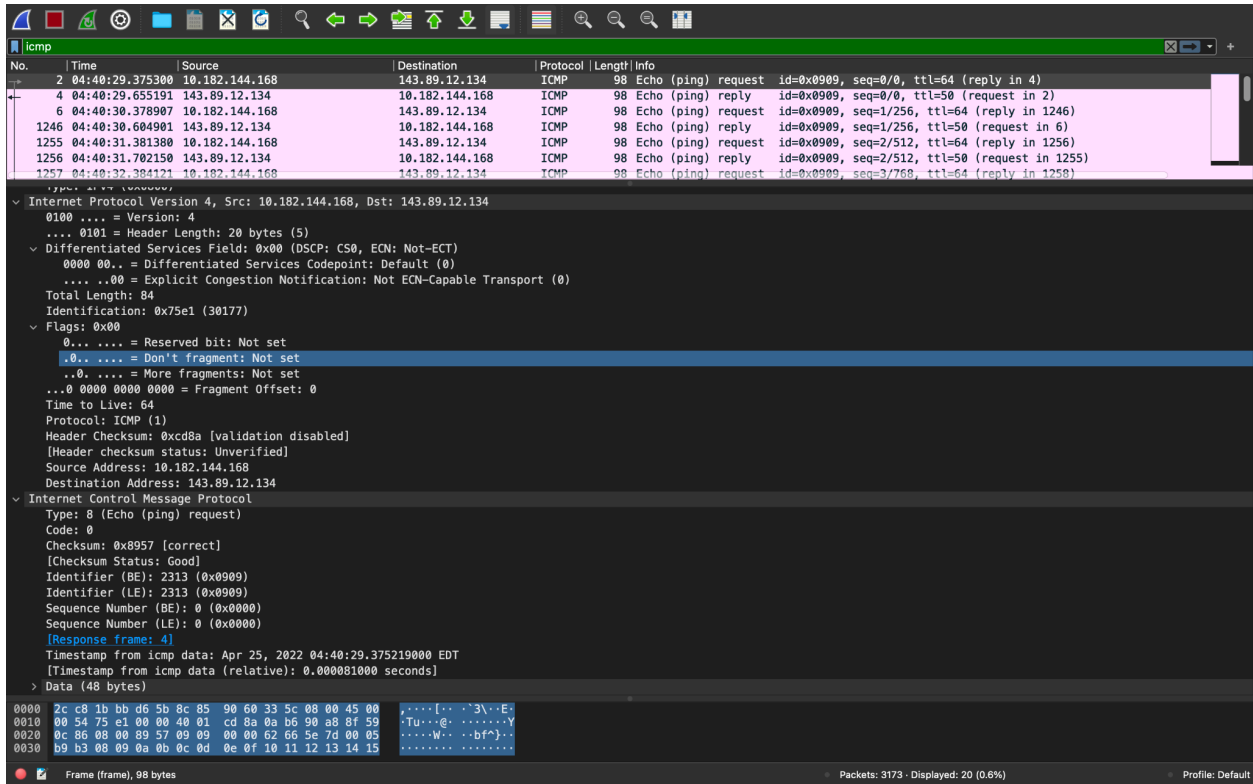 icmp
No. Time Source Destination Protocol Length Info
2 04:40:29.375300 10.182.144.168 143.89.12.134 ICMP 98 Echo (ping) request id=0x0909, seq=0/0, ttl=64 (reply in 4)
4 04:40:29.655191 143.89.12.134 10.182.144.168 ICMP 98 Echo (ping) reply id=0x0909, seq=0/0, ttl=50 (request in 2)
6 04:40:30.378907 10.182.144.168 143.89.12.134 ICMP 98 Echo (ping) request id=0x0909, seq=1/256, ttl=64 (reply in 1246)
1246 04:40:30.604901 143.89.12.134 10.182.144.168 ICMP 98 Echo (ping) reply id=0x0909, seq=1/256, ttl=50 (request in 6)
1255 04:40:31.381380 10.182.144.168 143.89.12.134 ICMP 98 Echo (ping) request id=0x0909, seq=2/512, ttl=64 (reply in 1256)
1256 04:40:31.702150 143.89.12.134 10.182.144.168 ICMP 98 Echo (ping) reply id=0x0909, seq=2/512, ttl=50 (request in 1255)
1257 04:40:32.384121 10.182.144.168 143.89.12.134 ICMP 98 Echo (ping) request id=0x0909, seq=3/768, ttl=64 (reply in 1258)
Type: IPv4 (0x0800)
Internet Protocol Version 4, Src: 10.182.144.168, Dst: 143.89.12.134
0100 .... = Version: 4
.... 0101 = Header Length: 20 bytes (5)
Differentiated Services Field: 0x00 (DSCP: CS0, ECN: Not-ECT)
0000 00.. = Differentiated Services Codepoint: Default (0)
.... ..00 = Explicit Congestion Notification: Not ECN-Capable Transport (0)
Total Length: 84
Identification: 0x75e1 (30177)
Flags: 0x00
0... .... = Reserved bit: Not set
.0.. .... = Don't fragment: Not set
..0. .... = More fragments: Not set
...0 0000 0000 0000 = Fragment Offset: 0
Time to Live: 64
Protocol: ICMP (1)
Header Checksum: 0xcd8a [validation disabled]
[Header checksum status: Unverified]
Source Address: 10.182.144.168
Destination Address: 143.89.12.134
Internet Control Message Protocol
Type: 8 (Echo (ping) request)
Code: 0
Checksum: 0x8957 [correct]
[Checksum Status: Good]
Identifier (BE): 2313 (0x0909)
Identifier (LE): 2313 (0x0909)
Sequence Number (BE): 0 (0x0000)
Sequence Number (LE): 0 (0x0000)
[Response frame: 4]
Timestamp from icmp data: Apr 25, 2022 04:40:29.375219000 EDT
[Timestamp from icmp data (relative): 0.000081000 seconds]
Data (48 bytes)
0000 2c c8 1b bb d6 5b 8c 85 90 60 33 5c 08 00 45 00 ,····[·· ·`3\··E·
0010 00 54 75 e1 00 00 40 01 cd 8a 0a b6 90 a8 8f 59 ·Tu···@· ·······Y
0020 0c 86 08 00 89 57 09 09 00 00 62 66 5e 7d 00 05 ·····W·· ··bf^}··
0030 b9 b3 08 09 0a 0b 0c 0d 0e 0f 10 11 12 13 14 15 ········ ········
Frame (frame), 98 bytes Packets: 3173 · Displayed: 20 (0.6%) Profile: Default